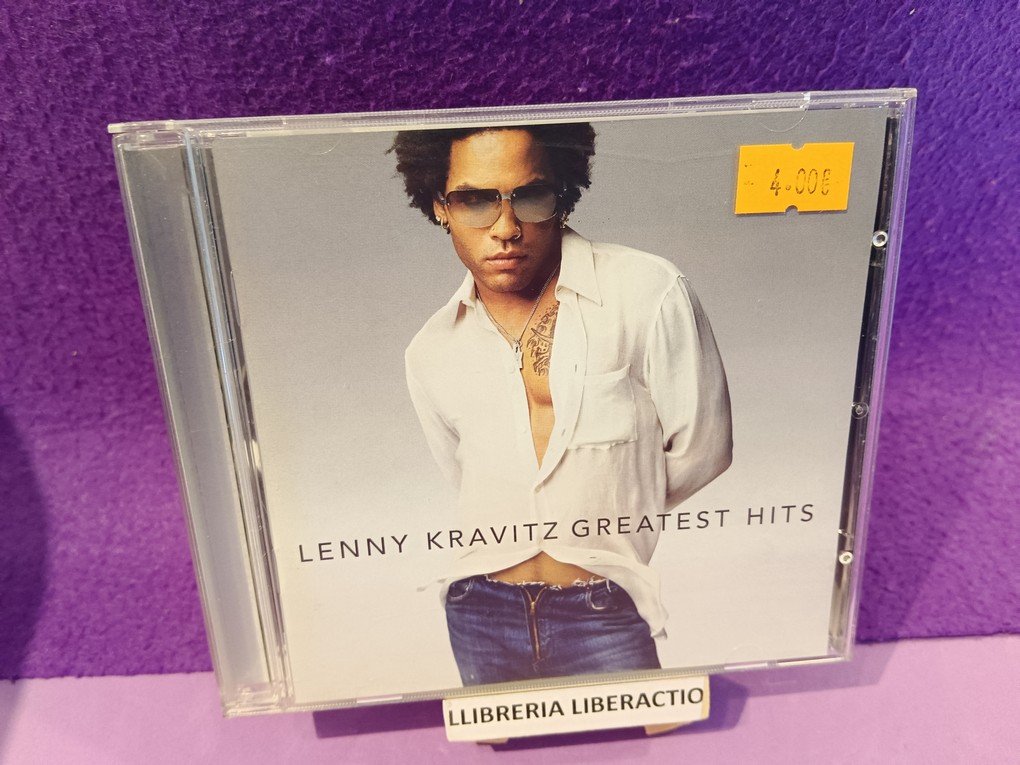 4.00€
LENNY KRAVITZ GREATEST HITS
LLIBRERIA LIBERACTIO